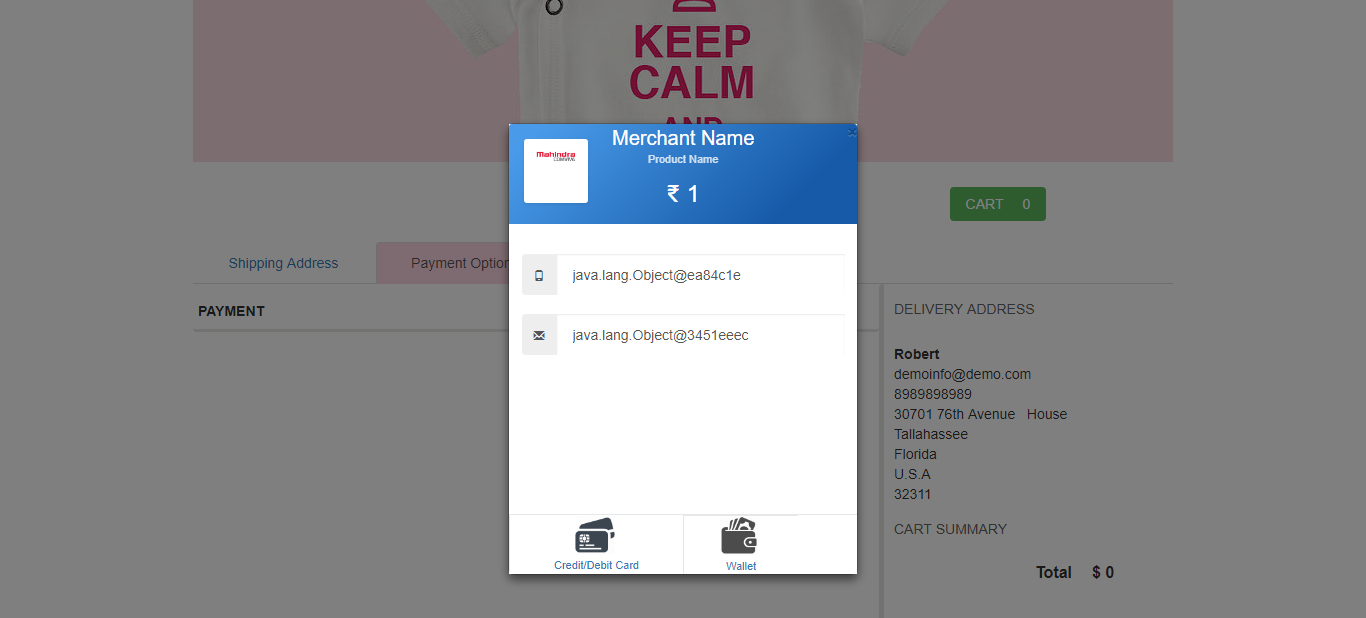 KEEP
CALM
AND
Mahindra
COMVIVA
Merchant Name
×
Product Name
₹ 1
CART 0
Shipping Address
Payment Option
java.lang.Object@ea84c1e
PAYMENT
java.lang.Object@3451eeec
DELIVERY ADDRESS
Robert
demoinfo@demo.com
8989898989
30701 76th Avenue House
Tallahassee
Florida
U.S.A
32311
CART SUMMARY
Total $ 0
Credit/Debit Card
Wallet